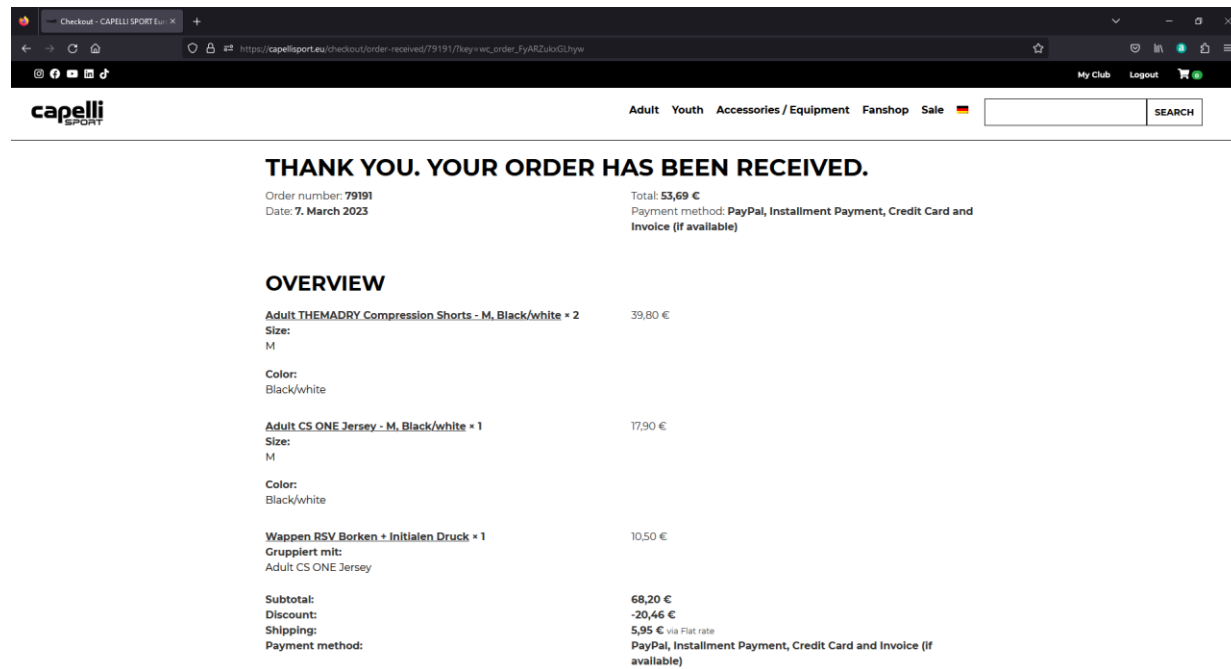 Checkout - CAPELLI SPORT Eur
https://capellisport.eu/checkout/order-received/79191/?key=wc_order_FyARZukxGLhyw
My Club Logout 0
capelli
SPORT
Adult Youth Accessories / Equipment Fanshop Sale
SEARCH
THANK YOU. YOUR ORDER HAS BEEN RECEIVED.
Order number: 79191 Total: 53,69 €
Date: 7. March 2023 Payment method: PayPal, Installment Payment, Credit Card and
Invoice (if available)
OVERVIEW
Adult THEMADRY Compression Shorts - M, Black/white × 2 39,80 €
Size:
M
Color:
Black/white
Adult CS ONE Jersey - M, Black/white × 1 17,90 €
Size:
M
Color:
Black/white
Wappen RSV Borken + Initialen Druck × 1 10,50 €
Gruppiert mit:
Adult CS ONE Jersey
Subtotal: 68,20 €
Discount: -20,46 €
Shipping: 5,95 € via Flat rate
Payment method: PayPal, Installment Payment, Credit Card and Invoice (if
available)